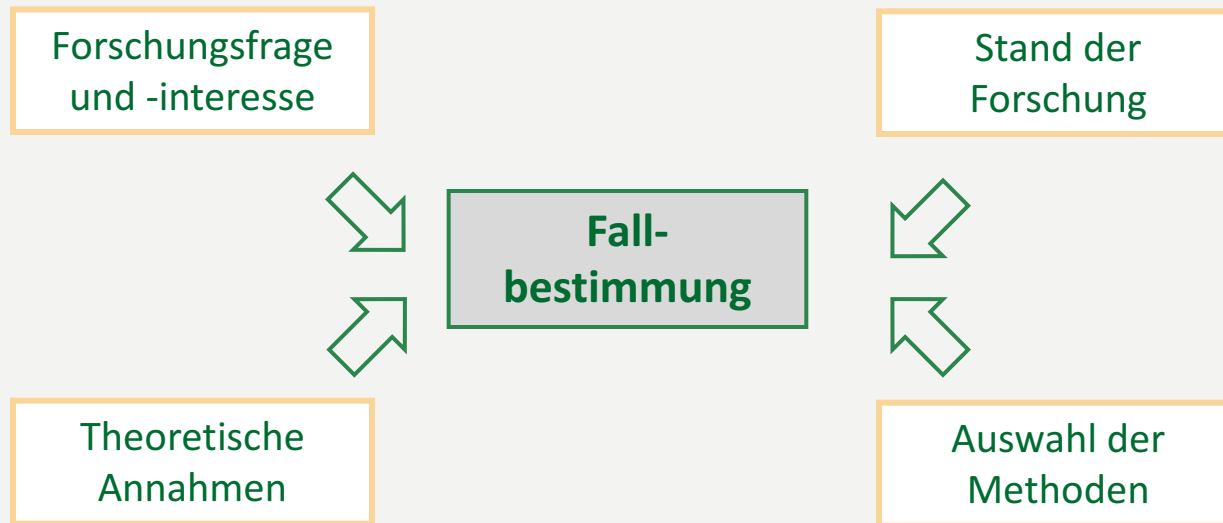 Forschungsfrage
und -interesse
Stand der
Forschung
Fall-
bestimmung
Theoretische
Annahmen
Auswahl der
Methoden